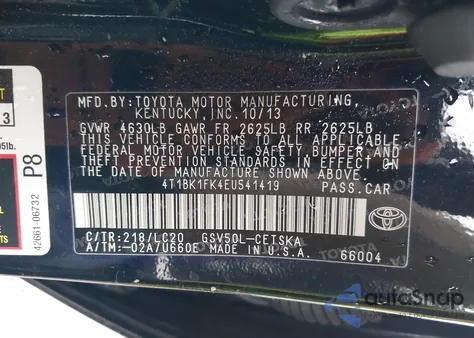 MFD.BY:TOYOTA MOTOR MANUFACTURING,
KENTUCKY, INC. 10/13
GVWR 4630LB GAWR FR 2625LB RR 2625LB
THIS VEHICLE CONFORMS TO ALL APPLICABLE
FEDERAL MOTOR VEHICLE SAFETY, BUMPER, AND
THEFT PREVENTION STANDARDS IN EFFECT ON
THE DATE OF MANUFACTURE SHOWN ABOVE.
4T1BK1FK4EU541419 PASS.CAR
C/TR:218/LC20 GSV50L-CETSKA
A/TM:-02A/U660E MADE IN U.S.A.
66004
TOYOTA
P8
42661-06732
13
05lb.
autoSnap